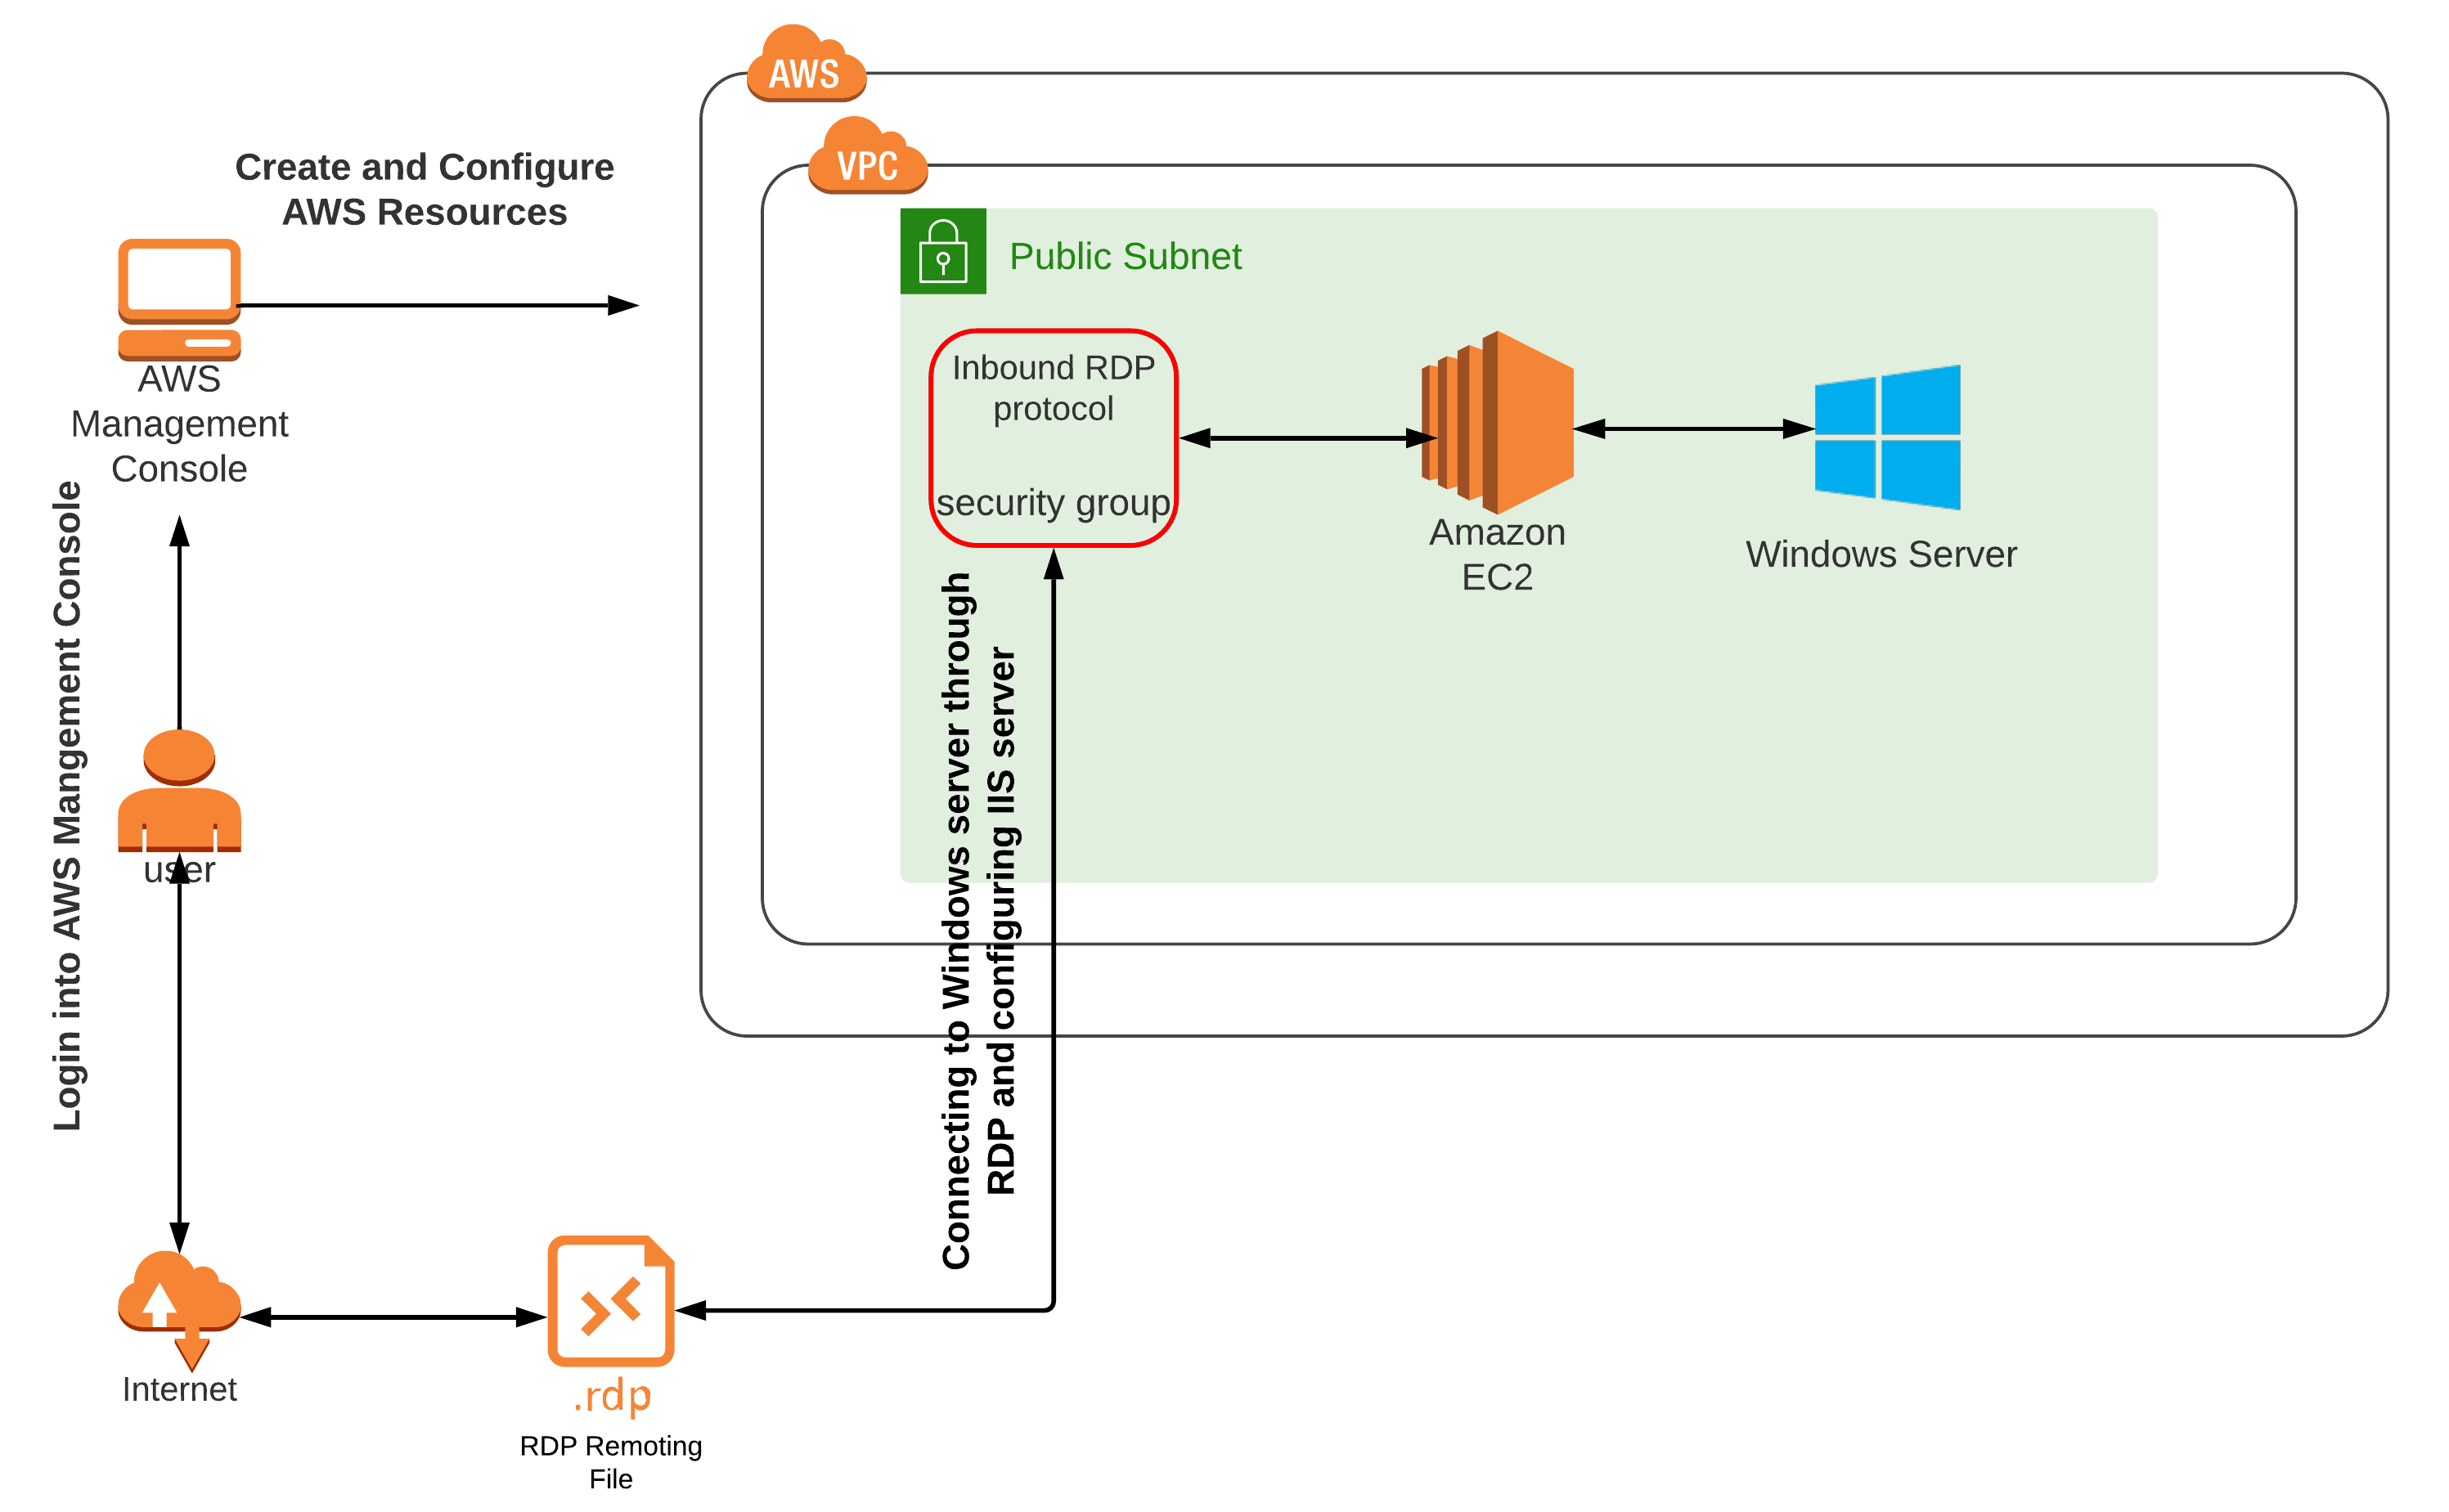 AWS
VPC
Create and Configure
AWS Resources
Public Subnet
AWS
Management
Console
Inbound RDP
protocol
security group
Amazon
EC2
Windows Server
Login into AWS Mangement Console
user
Connecting to Windows server through
RDP and configuring IIS server
Internet
.rdp
RDP Remoting
File